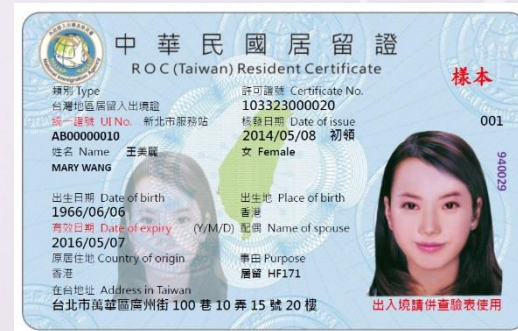 中華民國居留證
ROC (Taiwan) Resident Certificate
樣本
類別 Type 許可證號 Certificate No.
台灣地區居留入出境證 103323000020
統一證號 UI No. 新北市服務站 核發日期 Date of issue 001
AB00000010 2014/05/08 初領
姓名 Name 王美麗 女 Female
MARY WANG
940029
出生日期 Date of birth 出生地 Place of birth
1966/06/06 香港
有效日期 Date of expiry (Y/M/D) 配偶 Name of spouse
2016/05/07
原居住地 Country of origin 事由 Purpose
香港 居留 HF171
在台地址 Address in Taiwan
台北市萬華區廣州街 100 巷 10 弄 15 號 20 樓
出入境請併查驗表使用